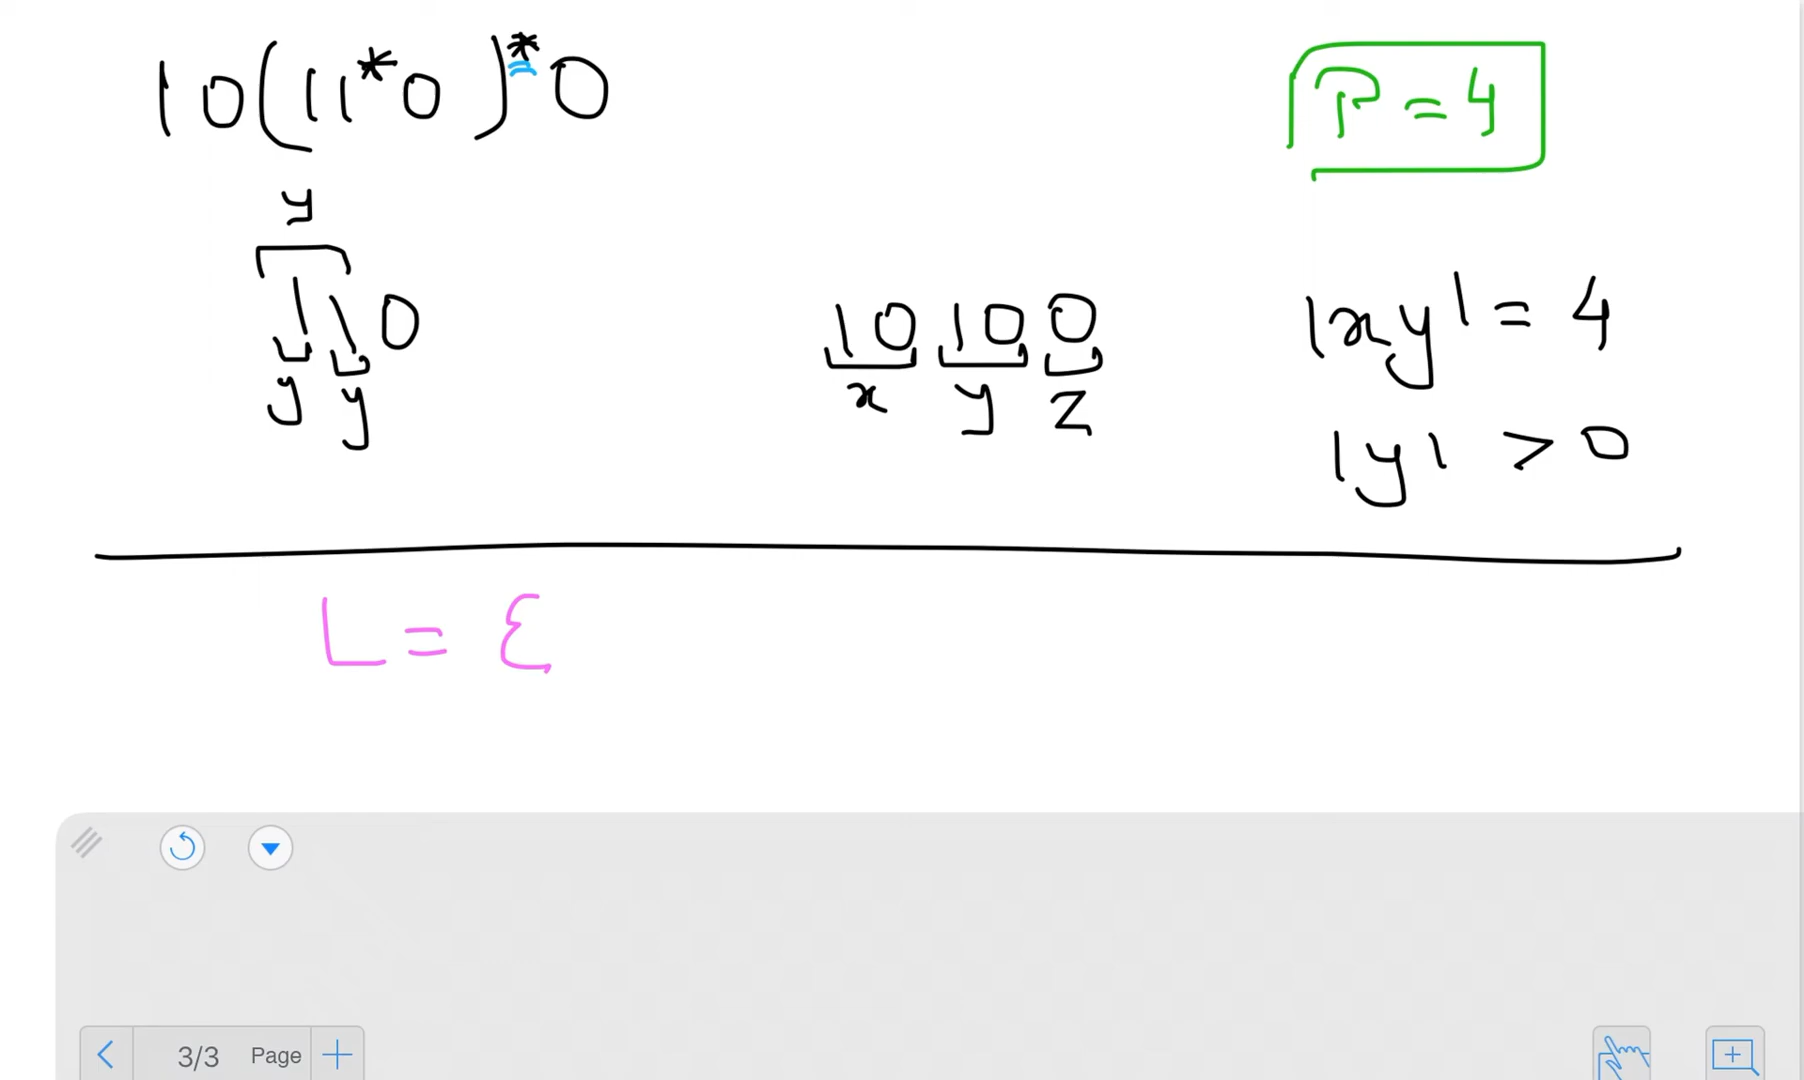 10(11*0)*0
P = 4
y
110
y y
10 10 0
x y z
|xy| = 4
|y| > 0
L = ε
3/3 Page